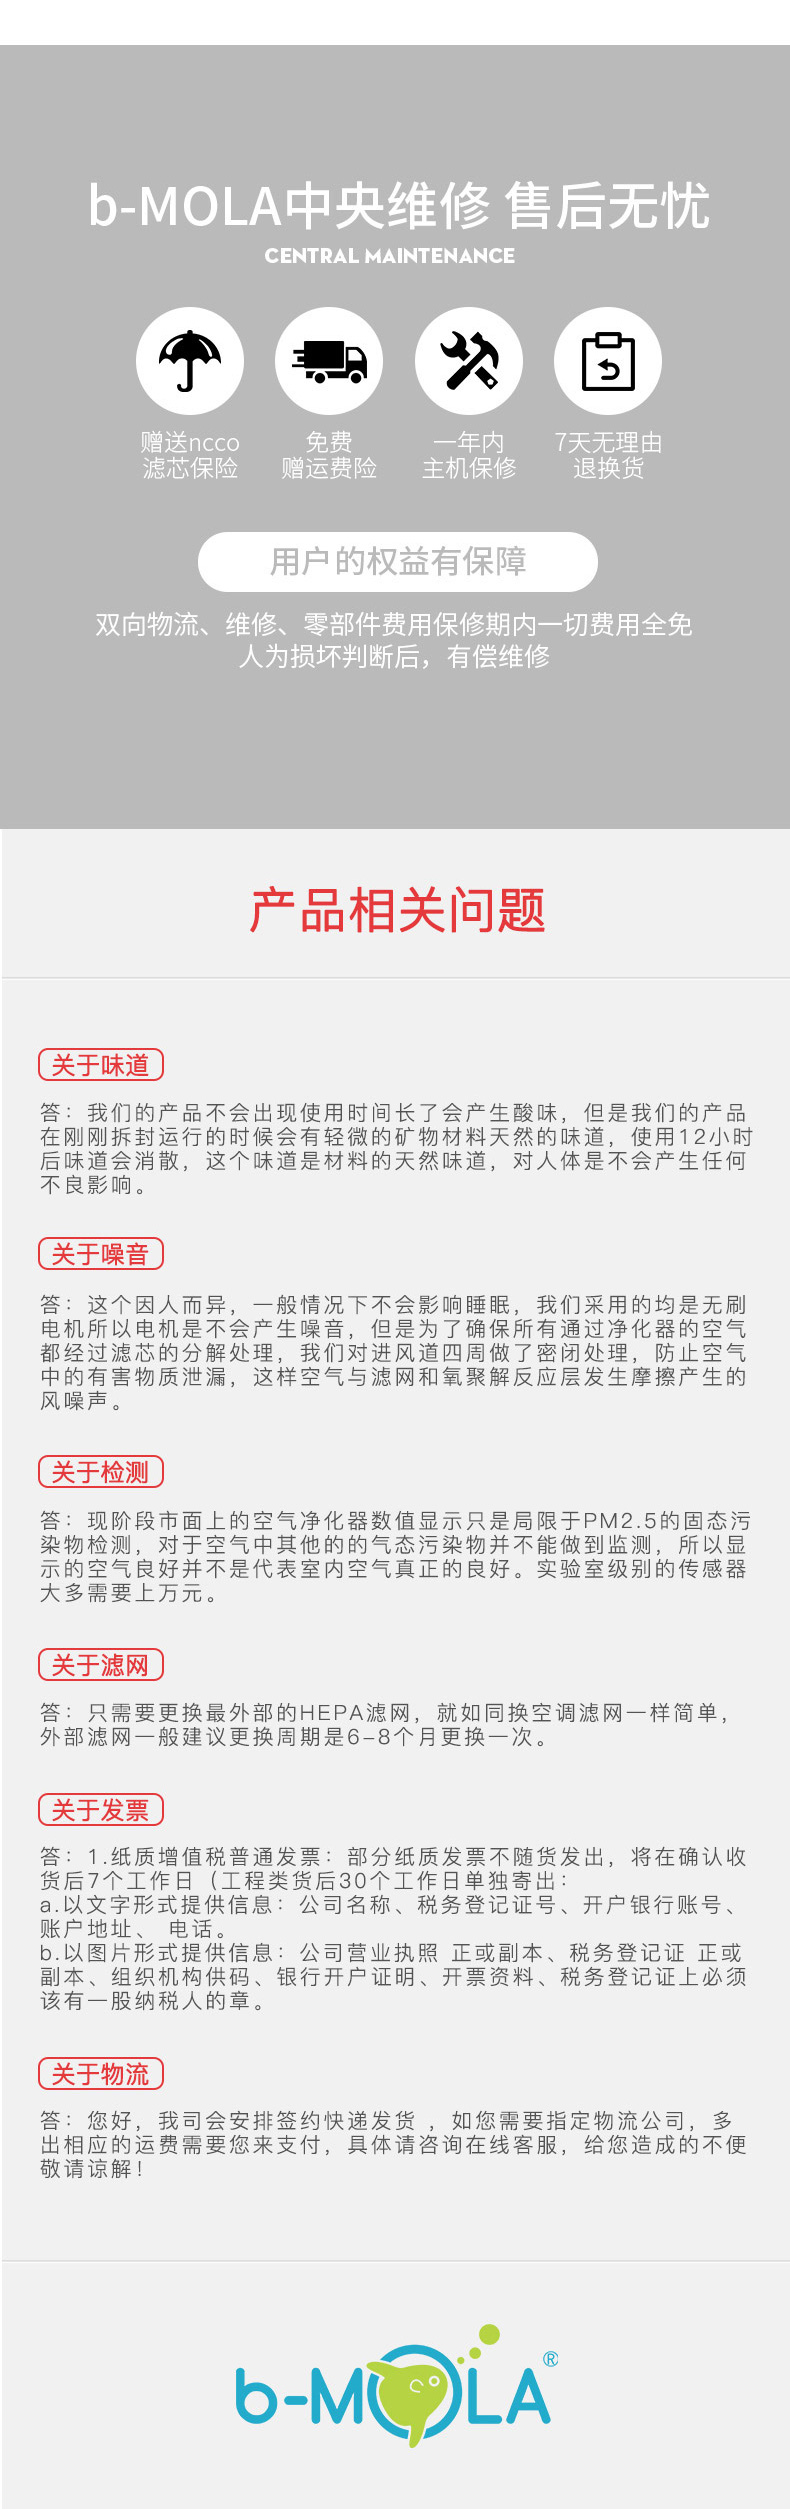 b-MOLA中央维修 售后无忧
CENTRAL MAINTENANCE
赠送ncco
滤芯保险
免费
赠运费险
一年内
主机保修
7天无理由
退换货
用户的权益有保障
双向物流、维修、零部件费用保修期内一切费用全免
人为损坏判断后，有偿维修
产品相关问题
关于味道
答：我们的产品不会出现使用时间长了会产生酸味，但是我们的产品
在刚刚拆封运行的时候会有轻微的矿物材料天然的味道，使用12小时
后味道会消散，这个味道是材料的天然味道，对人体是不会产生任何
不良影响。
关于噪音
答：这个因人而异，一般情况下不会影响睡眠，我们采用的均是无刷
电机所以电机是不会产生噪音，但是为了确保所有通过净化器的空气
都经过滤芯的分解处理，我们对进风道四周做了密闭处理，防止空气
中的有害物质泄漏，这样空气与滤网和氧聚解反应层发生摩擦产生的
风噪声。
关于检测
答：现阶段市面上的空气净化器数值显示只是局限于PM2.5的固态污
染物检测，对于空气中其他的的气态污染物并不能做到监测，所以显
示的空气良好并不是代表室内空气真正的良好。实验室级别的传感器
大多需要上万元。
关于滤网
答：只需要更换最外部的HEPA滤网，就如同换空调滤网一样简单，
外部滤网一般建议更换周期是6-8个月更换一次。
关于发票
答：1.纸质增值税普通发票：部分纸质发票不随货发出，将在确认收
货后7个工作日（工程类货后30个工作日单独寄出：
a.以文字形式提供信息：公司名称、税务登记证号、开户银行账号、
账户地址、 电话。
b.以图片形式提供信息：公司营业执照 正或副本、税务登记证 正或
副本、组织机构供码、银行开户证明、开票资料、税务登记证上必须
该有一股纳税人的章。
关于物流
答：您好，我司会安排签约快递发货 ，如您需要指定物流公司，多
出相应的运费需要您来支付，具体请咨询在线客服，给您造成的不便
敬请谅解！
b-MOLA®